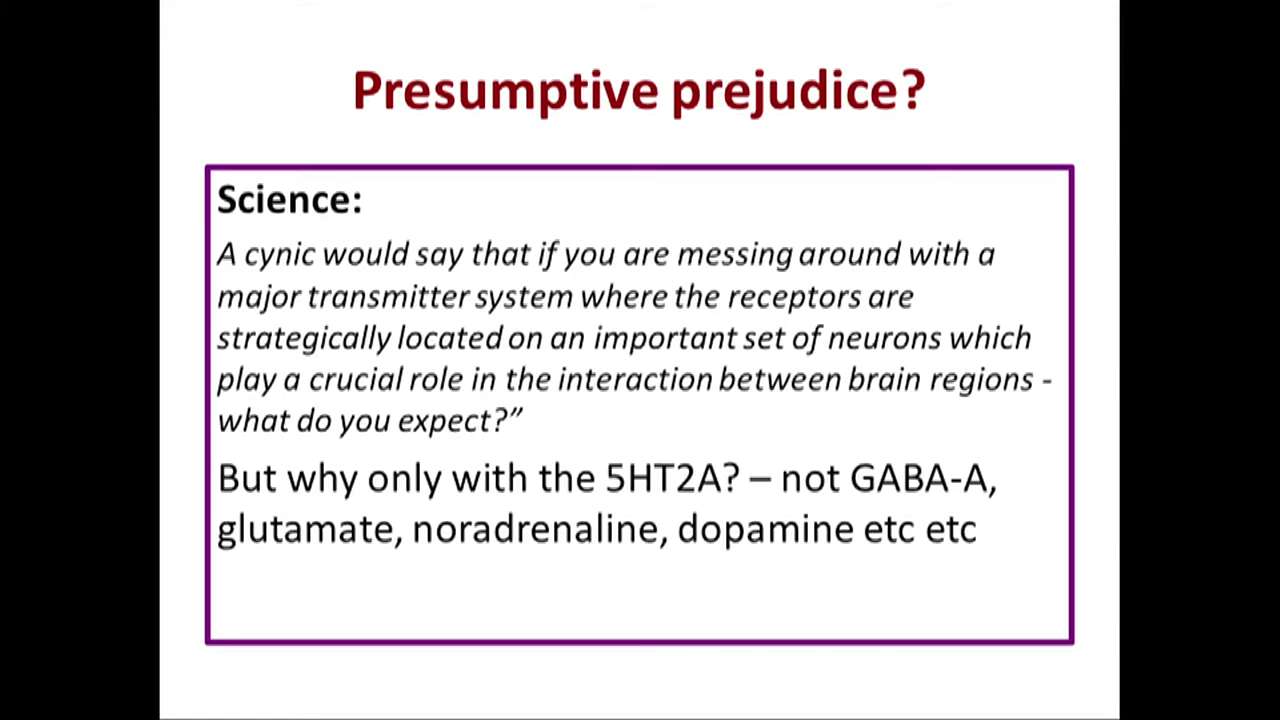 Presumptive prejudice?
Science:
A cynic would say that if you are messing around with a
major transmitter system where the receptors are
strategically located on an important set of neurons which
play a crucial role in the interaction between brain regions -
what do you expect?”
But why only with the 5HT2A? – not GABA-A,
glutamate, noradrenaline, dopamine etc etc